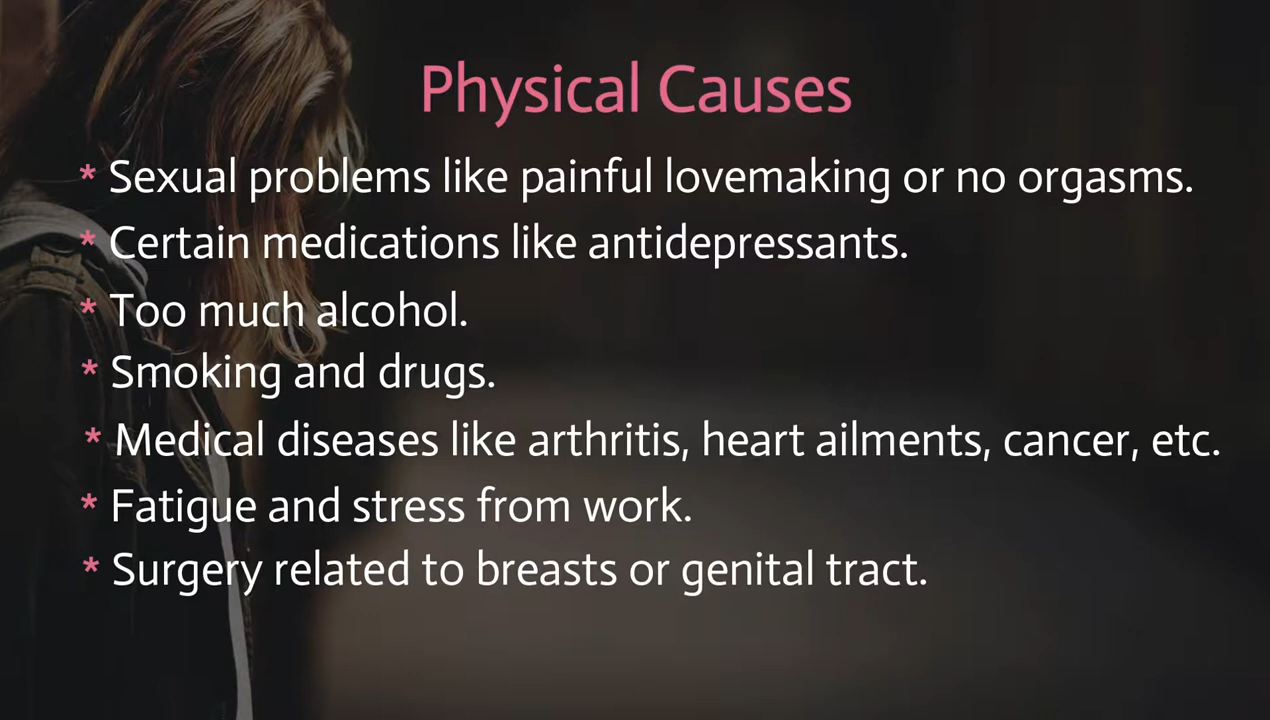 Physical Causes
* Sexual problems like painful lovemaking or no orgasms.
* Certain medications like antidepressants.
* Too much alcohol.
* Smoking and drugs.
* Medical diseases like arthritis, heart ailments, cancer, etc.
* Fatigue and stress from work.
* Surgery related to breasts or genital tract.